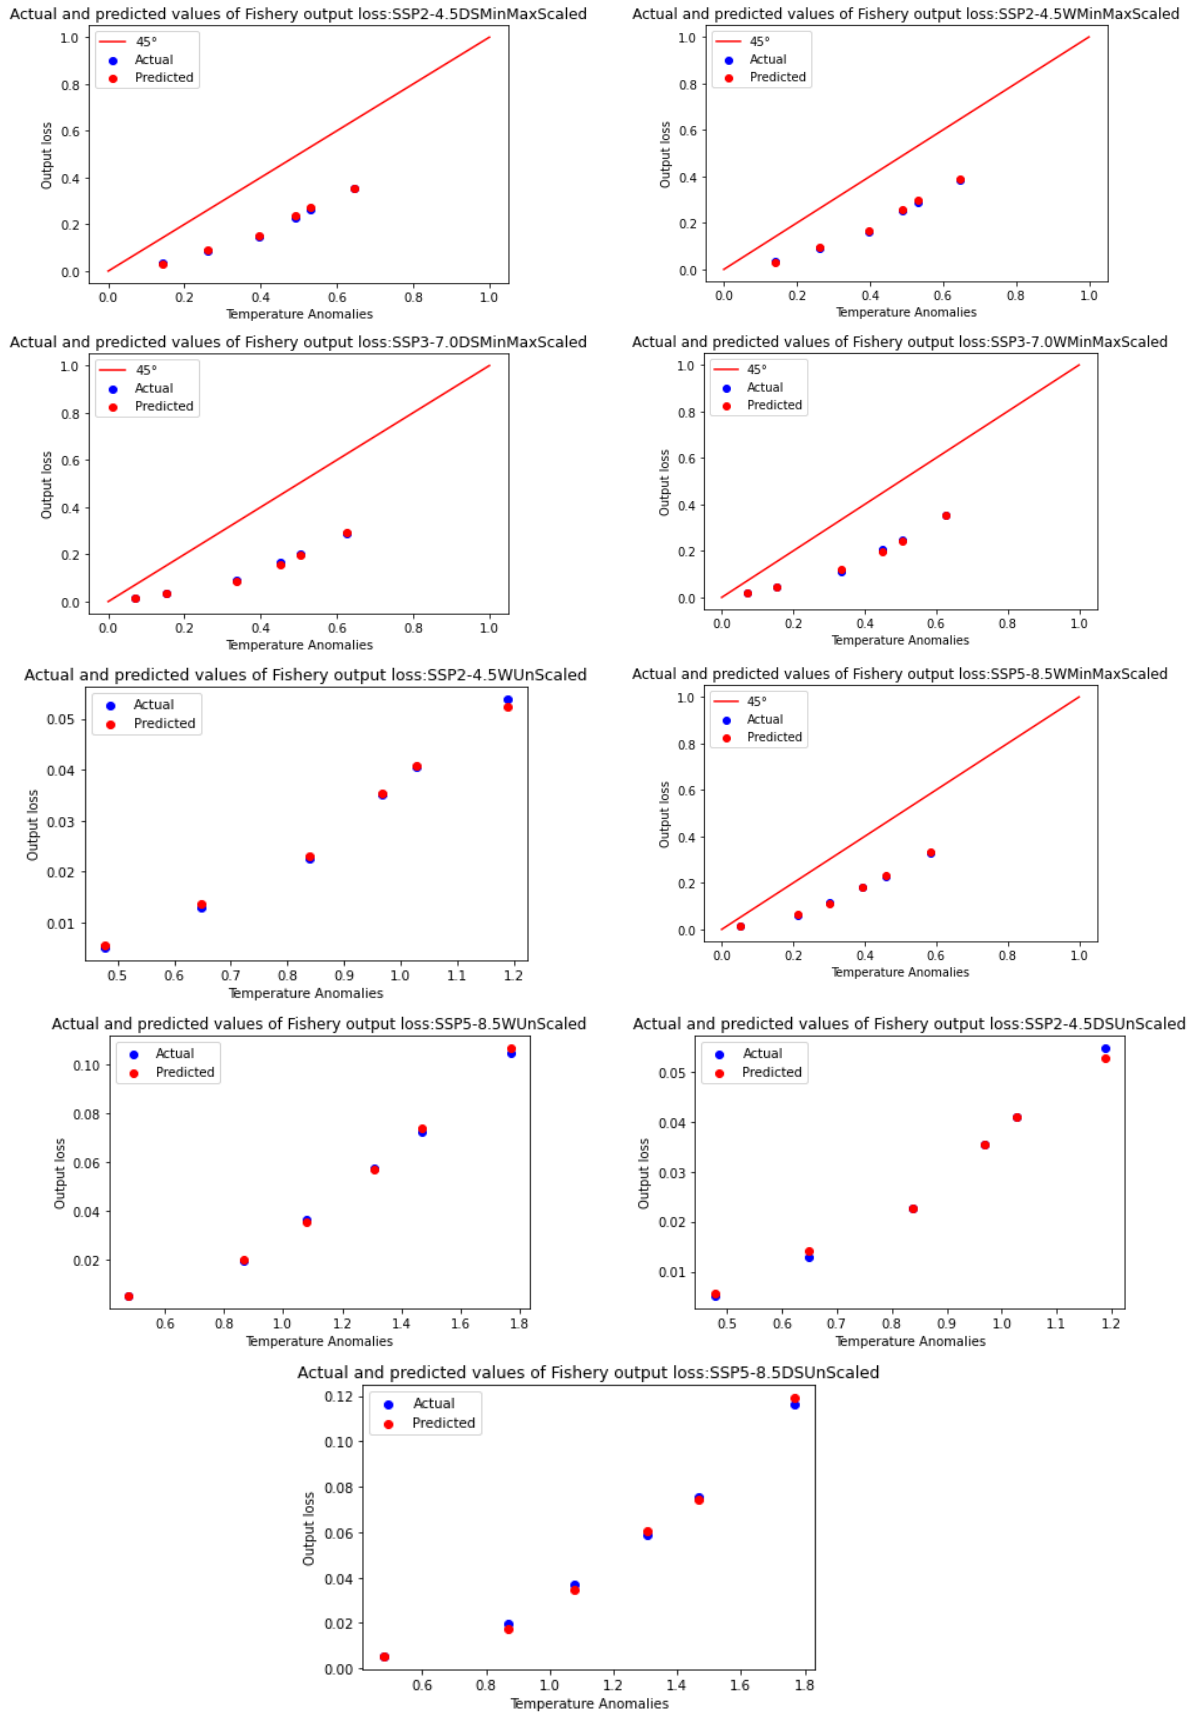 Actual and predicted values of Fishery output loss:SSP2-4.5DSMinMaxScaled
1.0
0.8
0.6
0.4
0.2
0.0
Output loss
45°
Actual
Predicted
0.0 0.2 0.4 0.6 0.8 1.0
Temperature Anomalies
Actual and predicted values of Fishery output loss:SSP2-4.5WMinMaxScaled
1.0
0.8
0.6
0.4
0.2
0.0
Output loss
45°
Actual
Predicted
0.0 0.2 0.4 0.6 0.8 1.0
Temperature Anomalies
Actual and predicted values of Fishery output loss:SSP3-7.0DSMinMaxScaled
1.0
0.8
0.6
0.4
0.2
0.0
Output loss
45°
Actual
Predicted
0.0 0.2 0.4 0.6 0.8 1.0
Temperature Anomalies
Actual and predicted values of Fishery output loss:SSP3-7.0WMinMaxScaled
1.0
0.8
0.6
0.4
0.2
0.0
Output loss
45°
Actual
Predicted
0.0 0.2 0.4 0.6 0.8 1.0
Temperature Anomalies
Actual and predicted values of Fishery output loss:SSP2-4.5WUnScaled
0.05
0.04
0.03
0.02
0.01
Output loss
Actual
Predicted
0.5 0.6 0.7 0.8 0.9 1.0 1.1 1.2
Temperature Anomalies
Actual and predicted values of Fishery output loss:SSP5-8.5WMinMaxScaled
1.0
0.8
0.6
0.4
0.2
0.0
Output loss
45°
Actual
Predicted
0.0 0.2 0.4 0.6 0.8 1.0
Temperature Anomalies
Actual and predicted values of Fishery output loss:SSP5-8.5WUnScaled
0.10
0.08
0.06
0.04
0.02
Output loss
Actual
Predicted
0.6 0.8 1.0 1.2 1.4 1.6 1.8
Temperature Anomalies
Actual and predicted values of Fishery output loss:SSP2-4.5DSUnScaled
0.05
0.04
0.03
0.02
0.01
Output loss
Actual
Predicted
0.5 0.6 0.7 0.8 0.9 1.0 1.1 1.2
Temperature Anomalies
Actual and predicted values of Fishery output loss:SSP5-8.5DSUnScaled
0.12
0.10
0.08
0.06
0.04
0.02
0.00
Output loss
Actual
Predicted
0.6 0.8 1.0 1.2 1.4 1.6 1.8
Temperature Anomalies